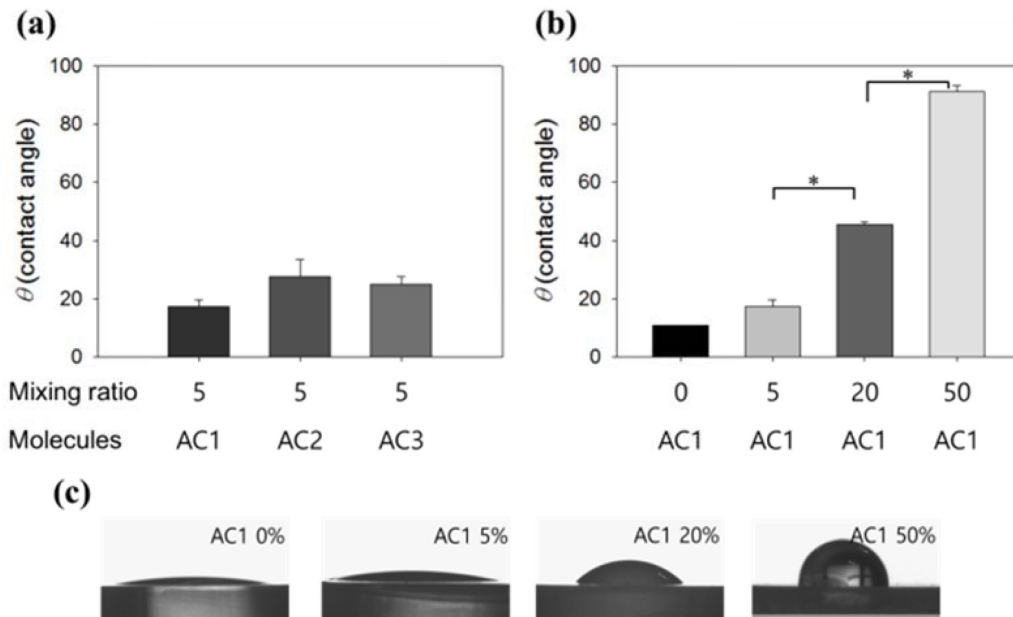 (a)
100
80
60
40
20
0
θ (contact angle)
Mixing ratio 5 5 5
Molecules AC1 AC2 AC3
(b)
100
80
60
40
20
0
θ (contact angle)
*
*
0 5 20 50
AC1 AC1 AC1 AC1
(c)
AC1 0% AC1 5% AC1 20% AC1 50%